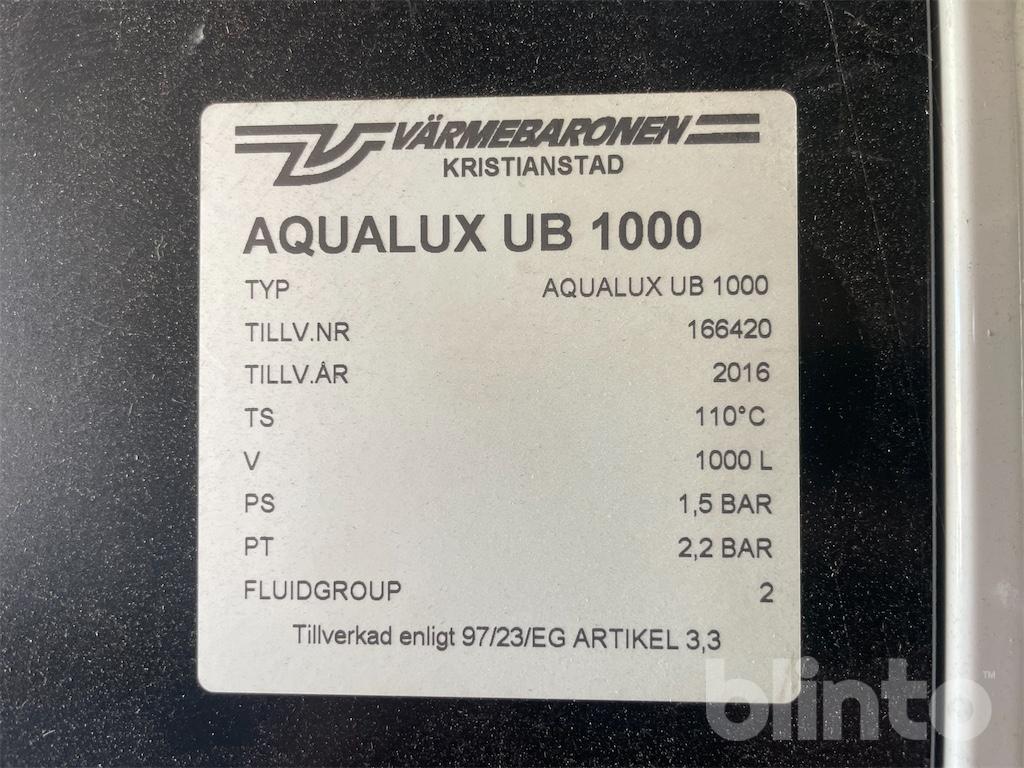 VÄRMEBARONEN
KRISTIANSTAD
AQUALUX UB 1000
TYP AQUALUX UB 1000
TILLV.NR 166420
TILLV.ÅR 2016
TS 110°C
V 1000 L
PS 1,5 BAR
PT 2,2 BAR
FLUIDGROUP 2
Tillverkad enligt 97/23/EG ARTIKEL 3,3
blinto™